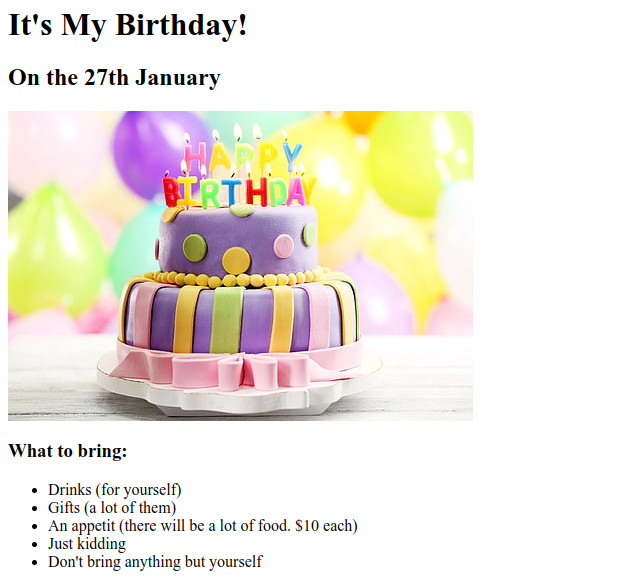 It's My Birthday!
On the 27th January
HAPPY
BIRTHDAY
What to bring:
Drinks (for yourself)
Gifts (a lot of them)
An appetit (there will be a lot of food. $10 each)
Just kidding
Don't bring anything but yourself